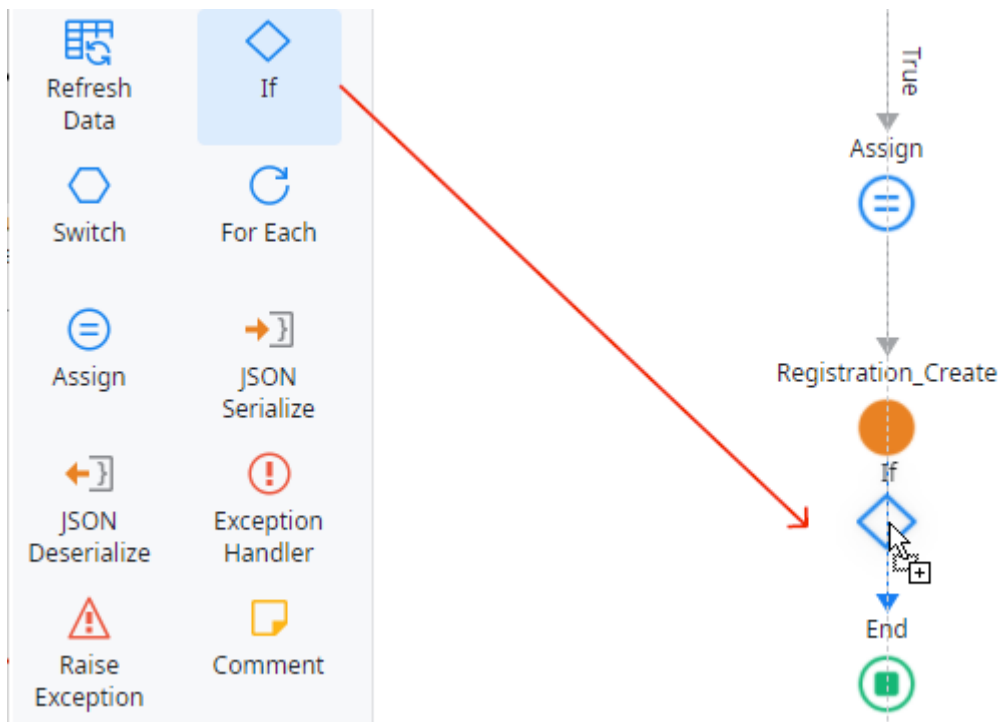 Refresh
Data
If
Switch
For Each
Assign
JSON
Serialize
JSON
Deserialize
Exception
Handler
Raise
Exception
Comment
True
Assign
Registration_Create
If
End